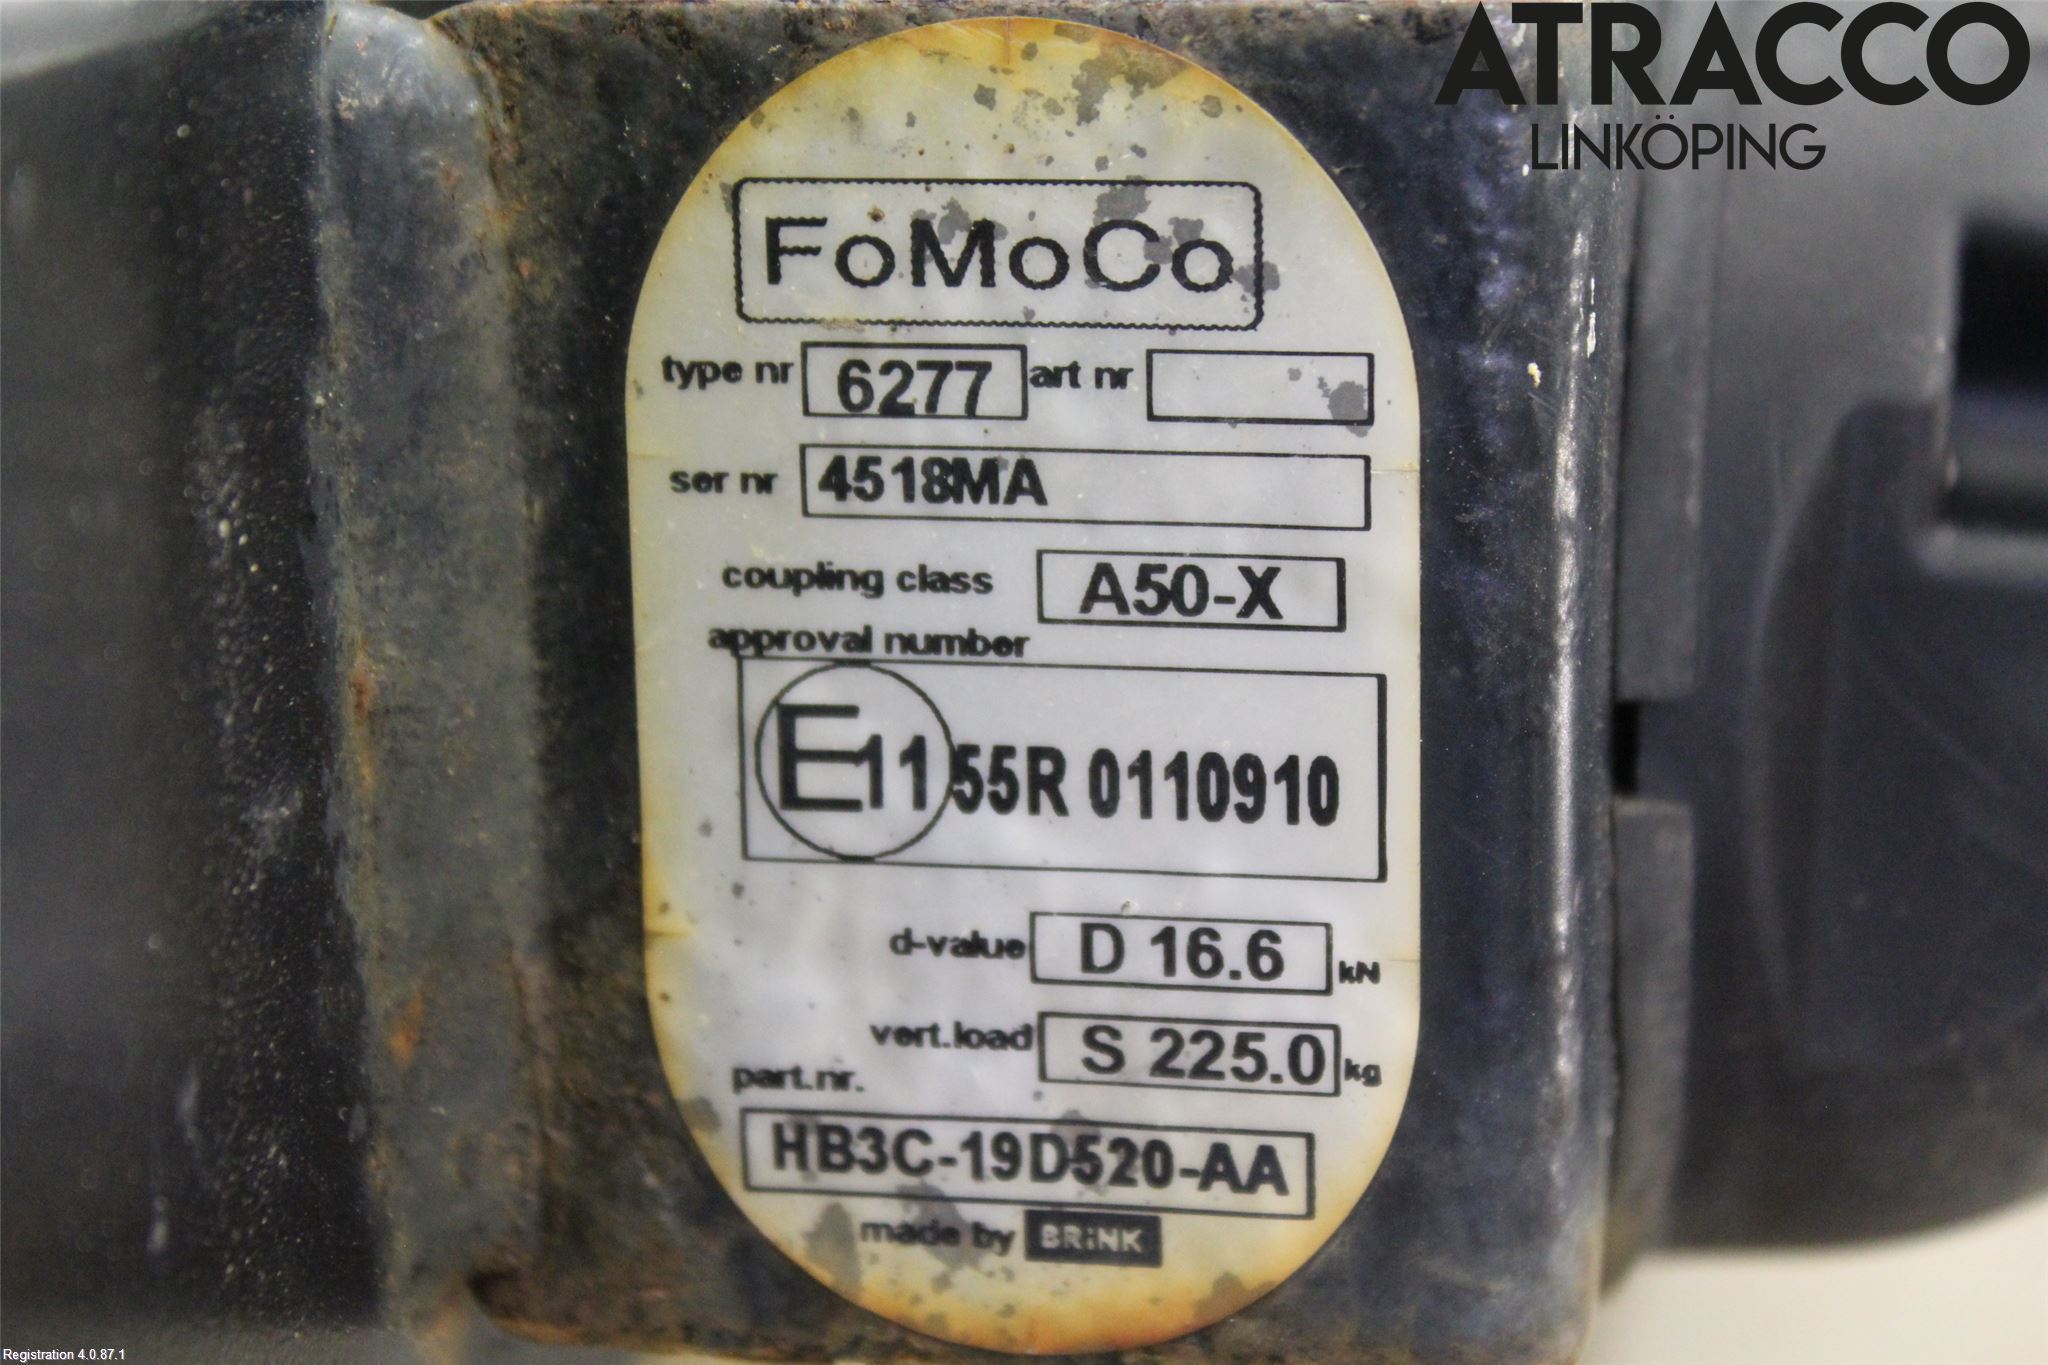 ATRACCO
LINKÖPING
FoMoCo
type nr 6277 art nr
ser nr 4518MA
coupling class A50-X
approval number
E11 55R 0110910
d-value D 16.6 kN
vert.load S 225.0 kg
part.nr.
HB3C-19D520-AA
made by BRiNK
Registration 4.0.87.1